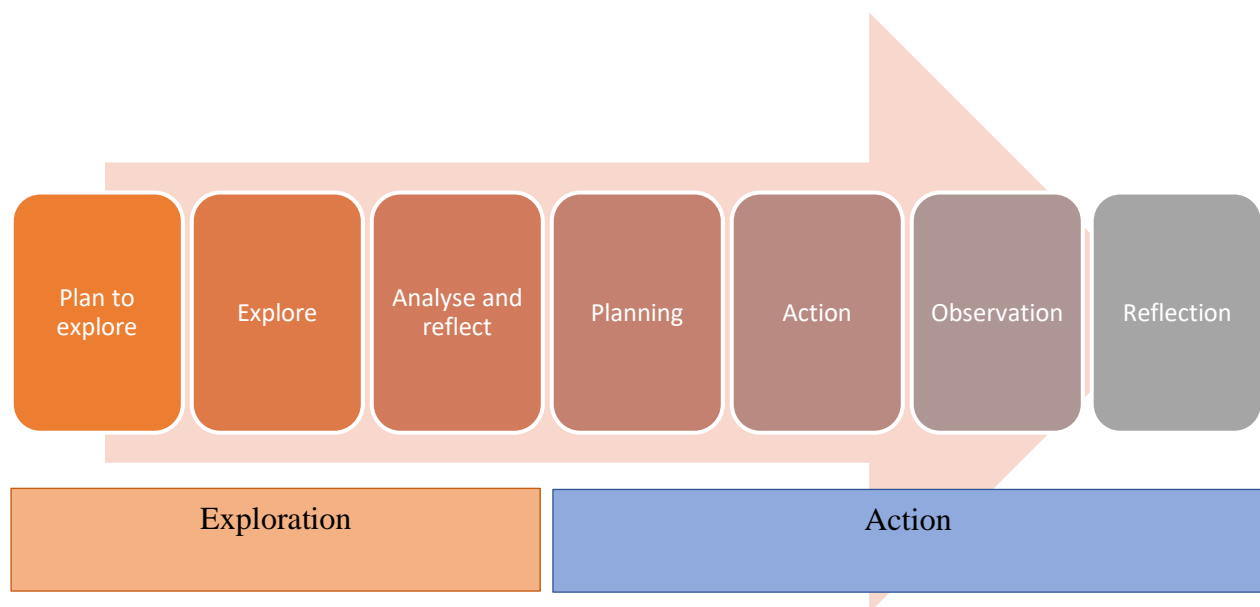 Plan to
explore
Explore
Analyse and
reflect
Planning
Action
Observation
Reflection
Exploration
Action